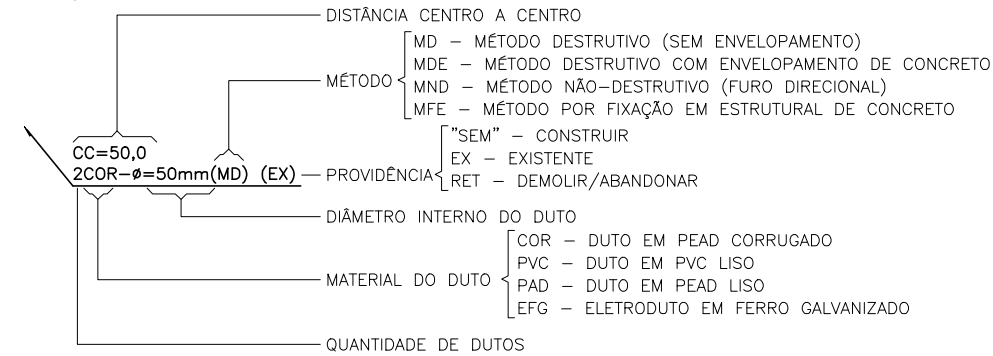 DISTÂNCIA CENTRO A CENTRO
MÉTODO
MD – MÉTODO DESTRUTIVO (SEM ENVELOPAMENTO)
MDE – MÉTODO DESTRUTIVO COM ENVELOPAMENTO DE CONCRETO
MND – MÉTODO NÃO-DESTRUTIVO (FURO DIRECIONAL)
MFE – MÉTODO POR FIXAÇÃO EM ESTRUTURAL DE CONCRETO
CC=50,0
2COR-ø=50mm(MD) (EX)
PROVIDÊNCIA
"SEM" – CONSTRUIR
EX – EXISTENTE
RET – DEMOLIR/ABANDONAR
DIÂMETRO INTERNO DO DUTO
MATERIAL DO DUTO
COR – DUTO EM PEAD CORRUGADO
PVC – DUTO EM PVC LISO
PAD – DUTO EM PEAD LISO
EFG – ELETRODUTO EM FERRO GALVANIZADO
QUANTIDADE DE DUTOS